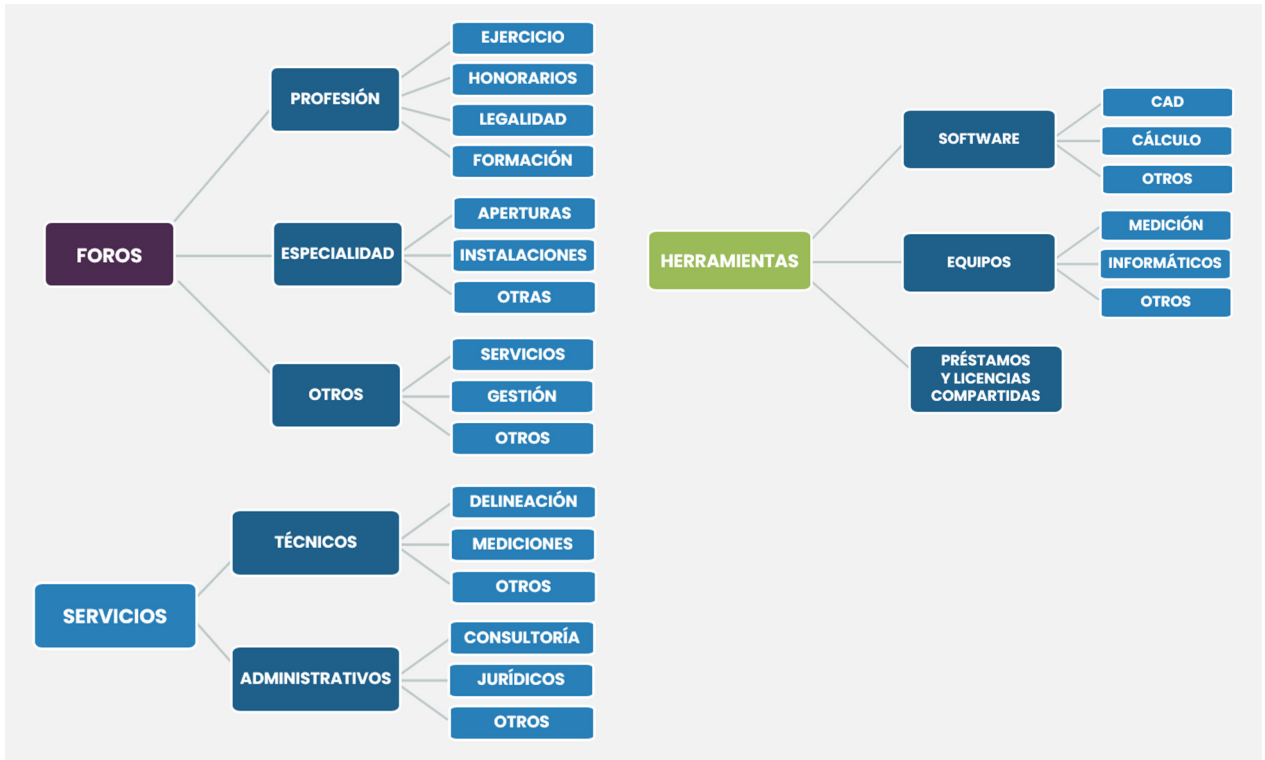 FOROS
PROFESIÓN
EJERCICIO
HONORARIOS
LEGALIDAD
FORMACIÓN
ESPECIALIDAD
APERTURAS
INSTALACIONES
OTRAS
OTROS
SERVICIOS
GESTIÓN
OTROS
SERVICIOS
TÉCNICOS
DELINEACIÓN
MEDICIONES
OTROS
ADMINISTRATIVOS
CONSULTORÍA
JURÍDICOS
OTROS
HERRAMIENTAS
SOFTWARE
CAD
CÁLCULO
OTROS
EQUIPOS
MEDICIÓN
INFORMÁTICOS
OTROS
PRÉSTAMOS
Y LICENCIAS
COMPARTIDAS